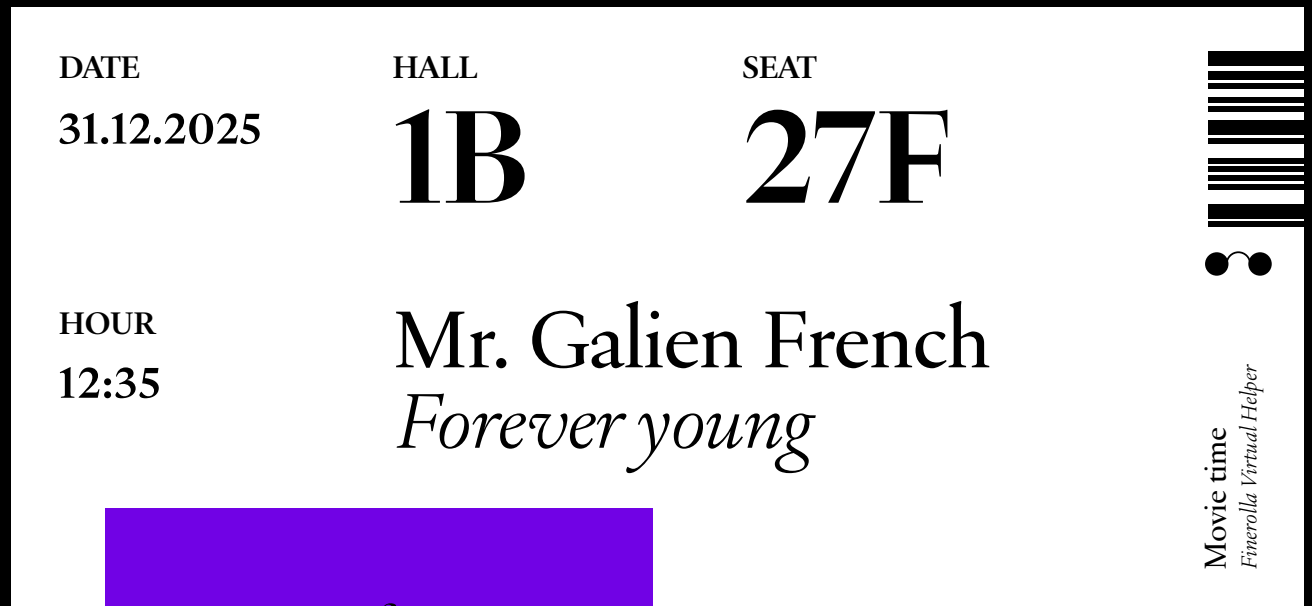 DATE
31.12.2025
HALL
1B
SEAT
27F
HOUR
12:35
Mr. Galien French
Forever young
Movie time
Finerolla Virtual Helper